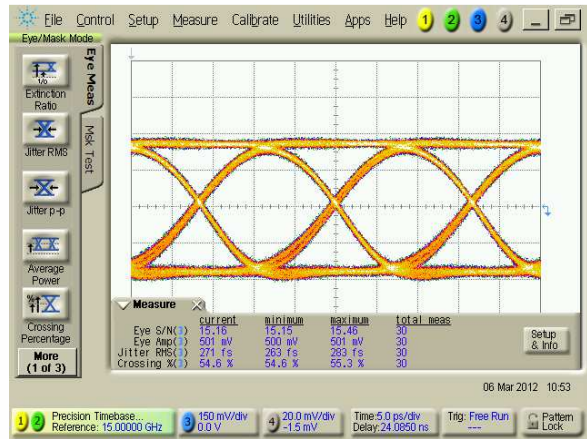 File Control Setup Measure Calibrate Utilities Apps Help 1 2 3 4
Eye/Mask Mode
Eye Meas
Msk Test
Extinction
Ratio
Jitter RMS
Jitter p-p
Average
Power
Crossing
Percentage
More
(1 of 3)
Measure
current minimum maximum total meas
Eye S/N(3) 15.16 15.15 15.46 30
Eye Amp(3) 501 mV 500 mV 501 mV 30
Jitter RMS(3) 271 fs 263 fs 283 fs 30
Crossing %(3) 54.6 % 54.6 % 55.3 % 30
Setup
& Info
06 Mar 2012 10:53
1 2 Precision Timebase...
Reference: 15.00000 GHz
3 150 mV/div
0.0 V
4 20.0 mV/div
-1.5 mV
Time:5.0 ps/div
Delay:24.0850 ns
Trig: Free Run
---
Pattern
Lock